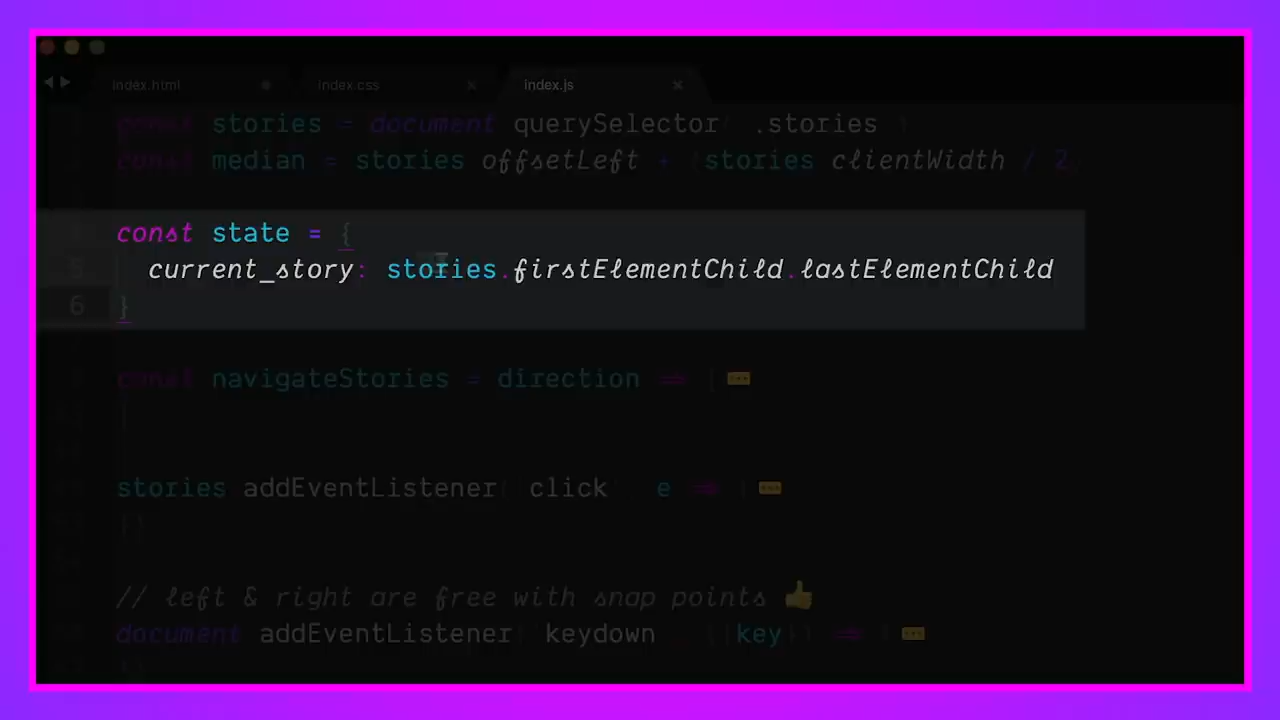 index.html index.css index.js
const stories = document querySelector .stories
const median = stories offsetLeft + (stories clientWidth / 2
const state = {
5 current_story: stories.firstElementChild.lastElementChild
6 }
const navigateStories = direction => {
stories addEventListener( click e => {
})
// left & right are free with snap points 👍
document addEventListener( keydown ({key}) => {
})